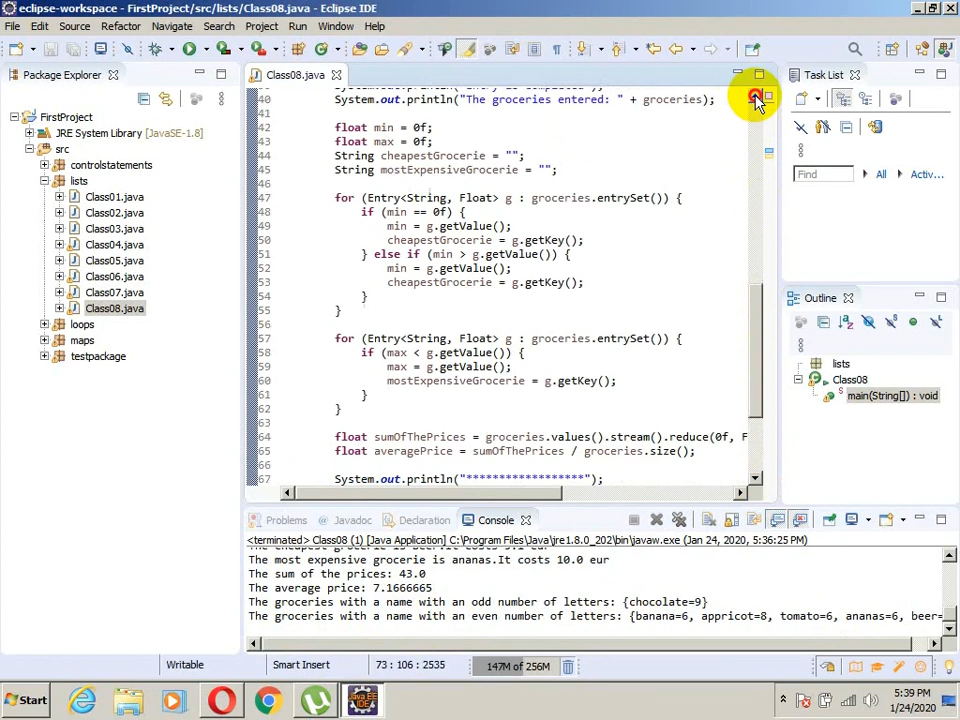 eclipse-workspace - FirstProject/src/lists/Class08.java - Eclipse IDE
File Edit Source Refactor Navigate Search Project Run Window Help
Package Explorer
FirstProject
JRE System Library [JavaSE-1.8]
src
controlstatements
lists
Class01.java
Class02.java
Class03.java
Class04.java
Class05.java
Class06.java
Class07.java
Class08.java
loops
maps
testpackage
Class08.java
40 System.out.println("The groceries entered: " + groceries);
41
42 float min = 0f;
43 float max = 0f;
44 String cheapestGrocerie = "";
45 String mostExpensiveGrocerie = "";
46
47 for (Entry<String, Float> g : groceries.entrySet()) {
48 if (min == 0f) {
49 min = g.getValue();
50 cheapestGrocerie = g.getKey();
51 } else if (min > g.getValue()) {
52 min = g.getValue();
53 cheapestGrocerie = g.getKey();
54 }
55 }
56
57 for (Entry<String, Float> g : groceries.entrySet()) {
58 if (max < g.getValue()) {
59 max = g.getValue();
60 mostExpensiveGrocerie = g.getKey();
61 }
62 }
63
64 float sumOfThePrices = groceries.values().stream().reduce(0f, F
65 float averagePrice = sumOfThePrices / groceries.size();
66
67 System.out.println("******************");
Task List
Find All Activ...
Outline
lists
Class08
main(String[]) : void
Problems Javadoc Declaration Console
<terminated> Class08 (1) [Java Application] C:\Program Files\Java\jre1.8.0_202\bin\javaw.exe (Jan 24, 2020, 5:36:25 PM)
The most expensive grocerie is ananas.It costs 10.0 eur
The sum of the prices: 43.0
The average price: 7.1666665
The groceries with a name with an odd number of letters: {chocolate=9}
The groceries with a name with an even number of letters: {banana=6, appricot=8, tomato=6, ananas=6, beer=
Writable Smart Insert 73 : 106 : 2535 147M of 256M
Start
Java EE IDE
5:39 PM
1/24/2020